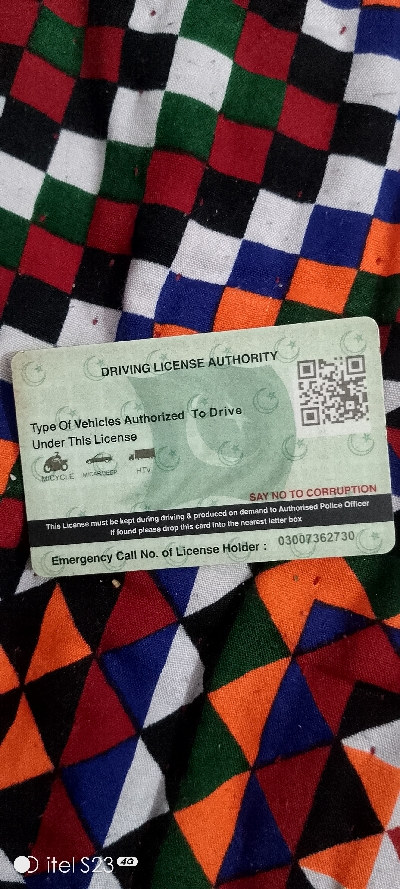 DRIVING LICENSE AUTHORITY
Type Of Vehicles Authorized To Drive
Under This License
M/CYCLE M/CAR/JEEP HTV
SAY NO TO CORRUPTION
This License must be kept during driving & produced on demand to Authorised Police Officer
If found please drop this card into the nearest letter box
Emergency Call No. of License Holder : 03007362730
itel S23 4G